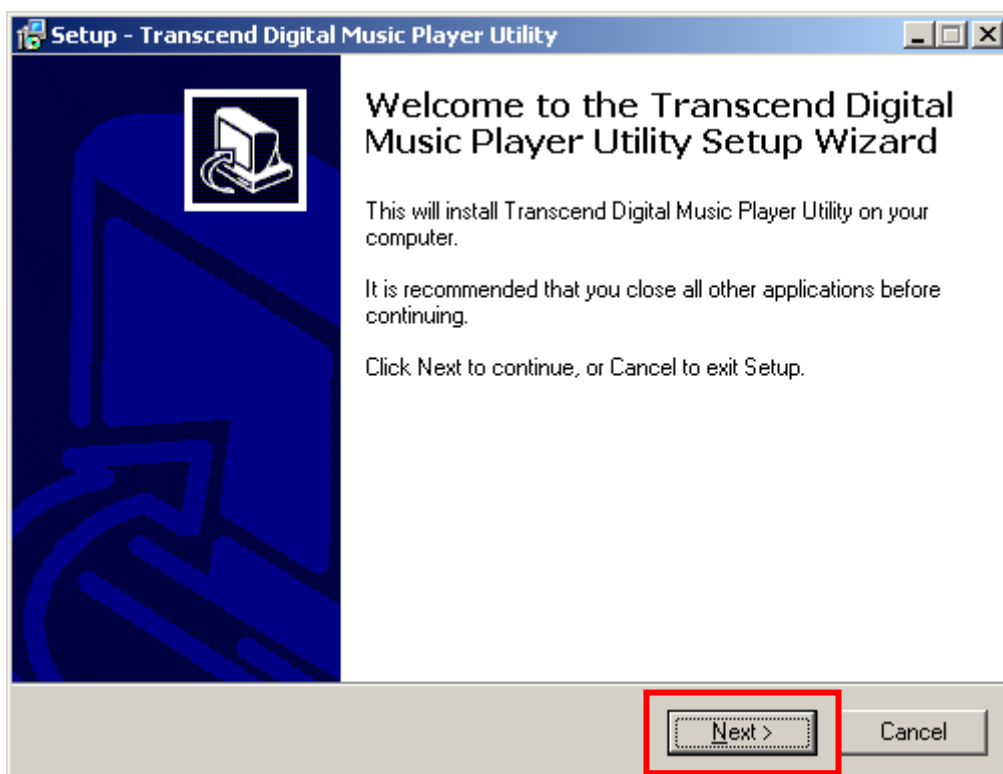 Setup - Transcend Digital Music Player Utility
Welcome to the Transcend Digital
Music Player Utility Setup Wizard
This will install Transcend Digital Music Player Utility on your
computer.
It is recommended that you close all other applications before
continuing.
Click Next to continue, or Cancel to exit Setup.
Next >
Cancel